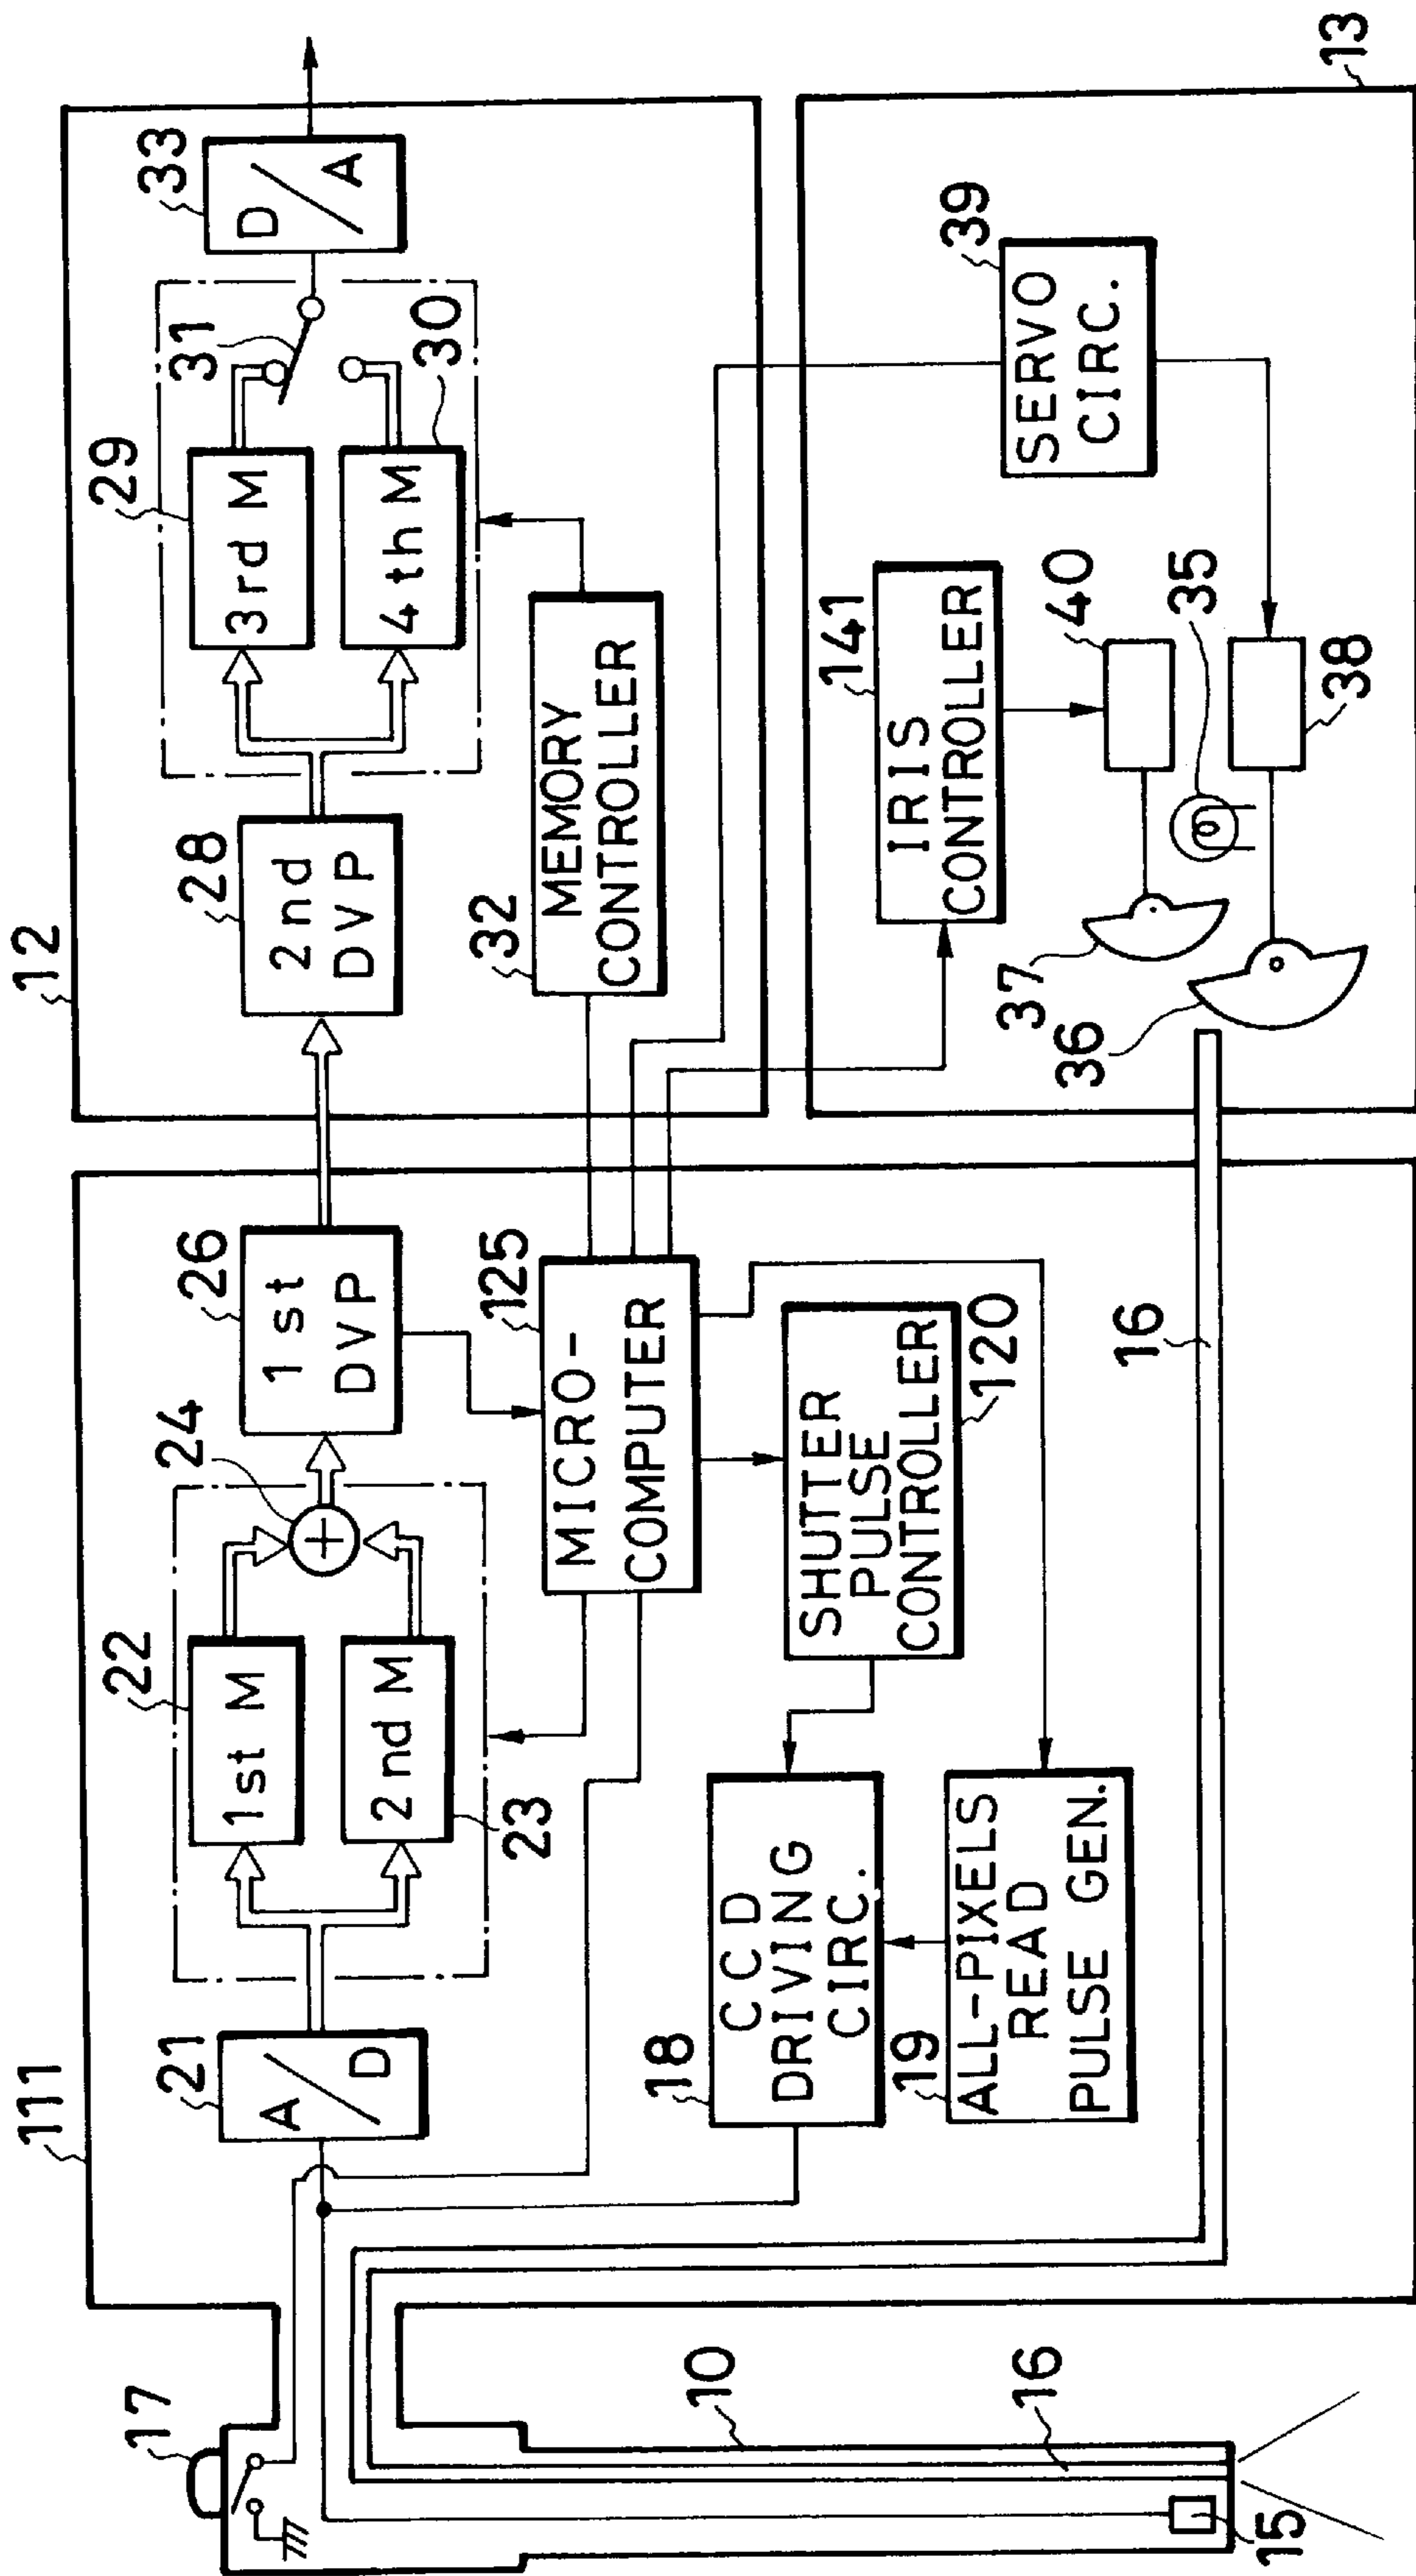 111
21
A
D
22
1st M
2nd M
23
24
26
1st
DVP
125
MICRO-
COMPUTER
SHUTTER
PULSE
CONTROLLER
120
18
CCD
DRIVING
CIRC.
19
ALL-PIXELS
READ
PULSE GEN.
16
17
10
16
15
12
28
2nd
DVP
29
3rd M
4th M
30
31
33
D
A
32
MEMORY
CONTROLLER
13
39
SERVO
CIRC.
141
IRIS
CONTROLLER
40
35
38
37
36